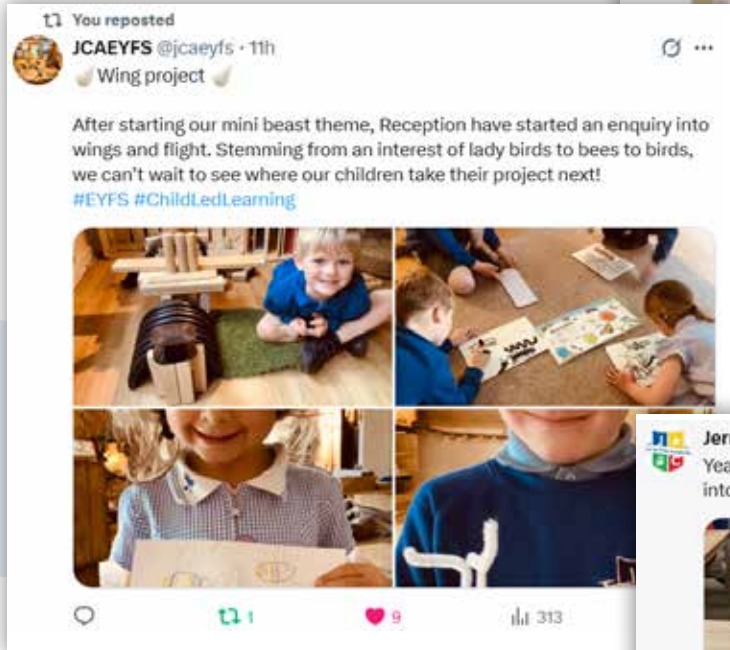 You reposted
JCAEYFS @jcaeyfs · 11h
Wing project
After starting our mini beast theme, Reception have started an enquiry into
wings and flight. Stemming from an interest of lady birds to bees to birds,
we can't wait to see where our children take their project next!
#EYFS #ChildLedLearning
1 9 313